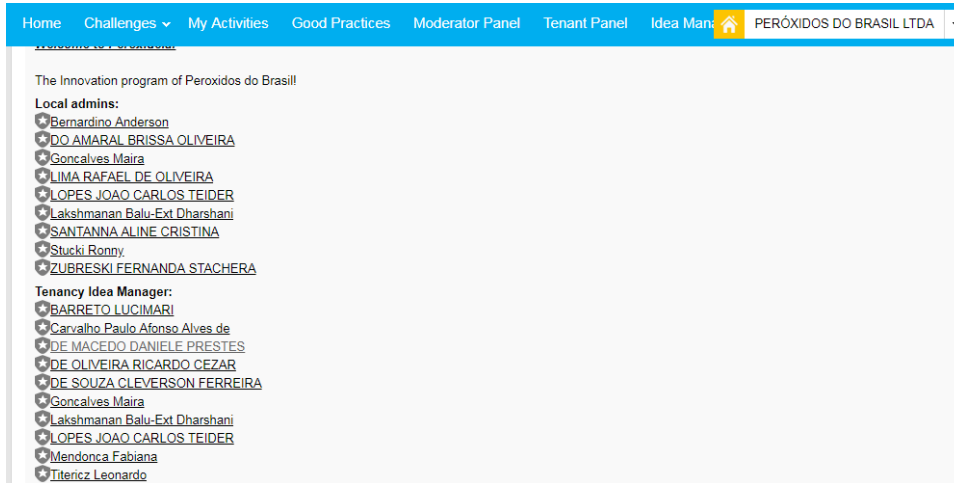 Home Challenges My Activities Good Practices Moderator Panel Tenant Panel Idea PERÓXIDOS DO BRASIL LTDA
The Innovation program of Peroxidos do Brasil!
Local admins:
Bernardino Anderson
DO AMARAL BRISSA OLIVEIRA
Goncalves Maira
LIMA RAFAEL DE OLIVEIRA
LOPES JOAO CARLOS TEIDER
Lakshmanan Balu-Ext Dharshani
SANTANNA ALINE CRISTINA
Stucki Ronny
ZUBRESKI FERNANDA STACHERA
Tenancy Idea Manager:
BARRETO LUCIMARI
Carvalho Paulo Afonso Alves de
DE MACEDO DANIELE PRESTES
DE OLIVEIRA RICARDO CEZAR
DE SOUZA CLEVERSON FERREIRA
Goncalves Maira
Lakshmanan Balu-Ext Dharshani
LOPES JOAO CARLOS TEIDER
Mendonca Fabiana
Titericz Leonardo